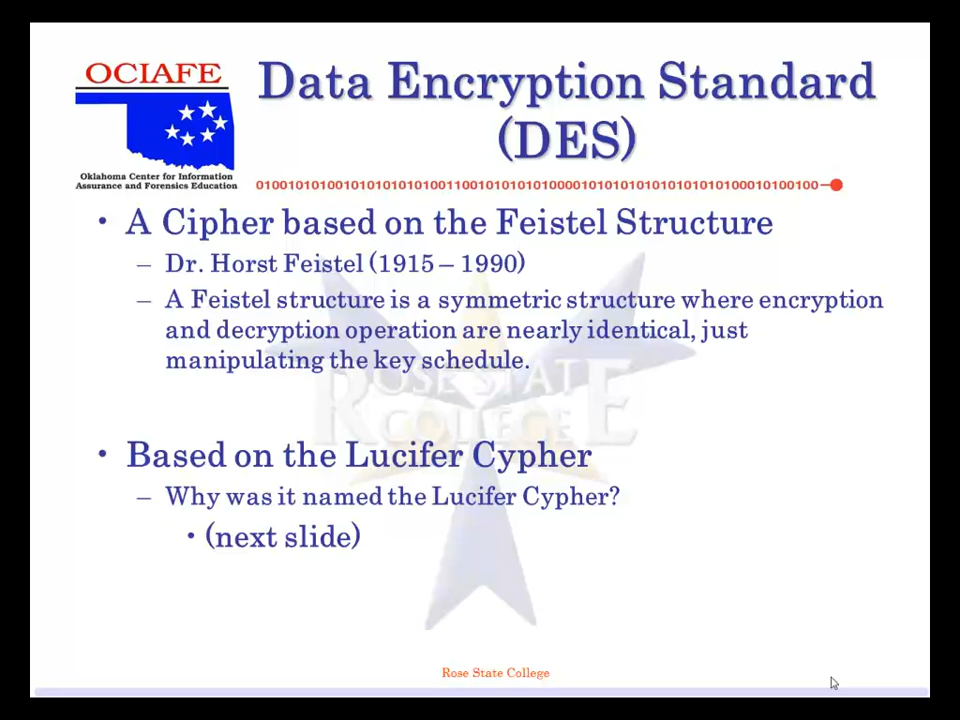 OCIAFE
Oklahoma Center for Information
Assurance and Forensics Education
Data Encryption Standard
(DES)
• A Cipher based on the Feistel Structure
– Dr. Horst Feistel (1915 – 1990)
– A Feistel structure is a symmetric structure where encryption
and decryption operation are nearly identical, just
manipulating the key schedule.
ROSE STATE
COLLEGE
• Based on the Lucifer Cypher
– Why was it named the Lucifer Cypher?
• (next slide)
Rose State College